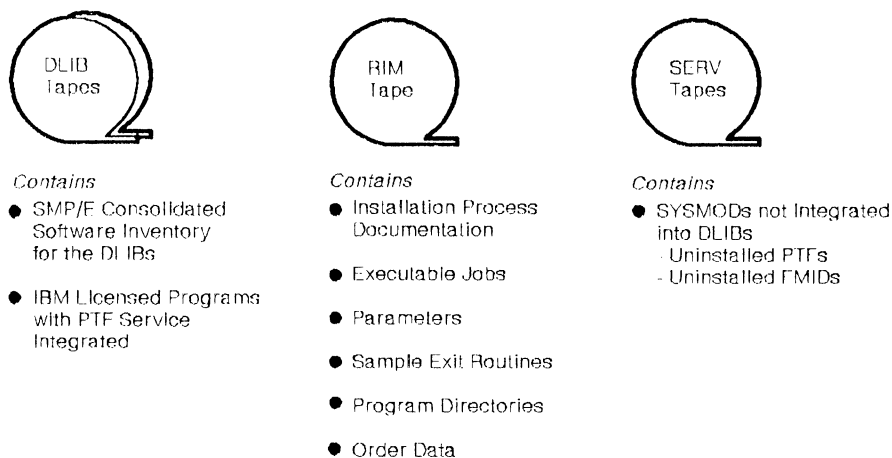 DLIB
Tapes
Contains
● SMP/E Consolidated
Software Inventory
for the DLIBs
● IBM Licensed Programs
with PTF Service
Integrated
RIM
Tape
Contains
● Installation Process
Documentation
● Executable Jobs
● Parameters
● Sample Exit Routines
● Program Directories
● Order Data
SERV
Tapes
Contains
● SYSMODs not Integrated
into DLIBs
- Uninstalled PTFs
- Uninstalled FMIDs